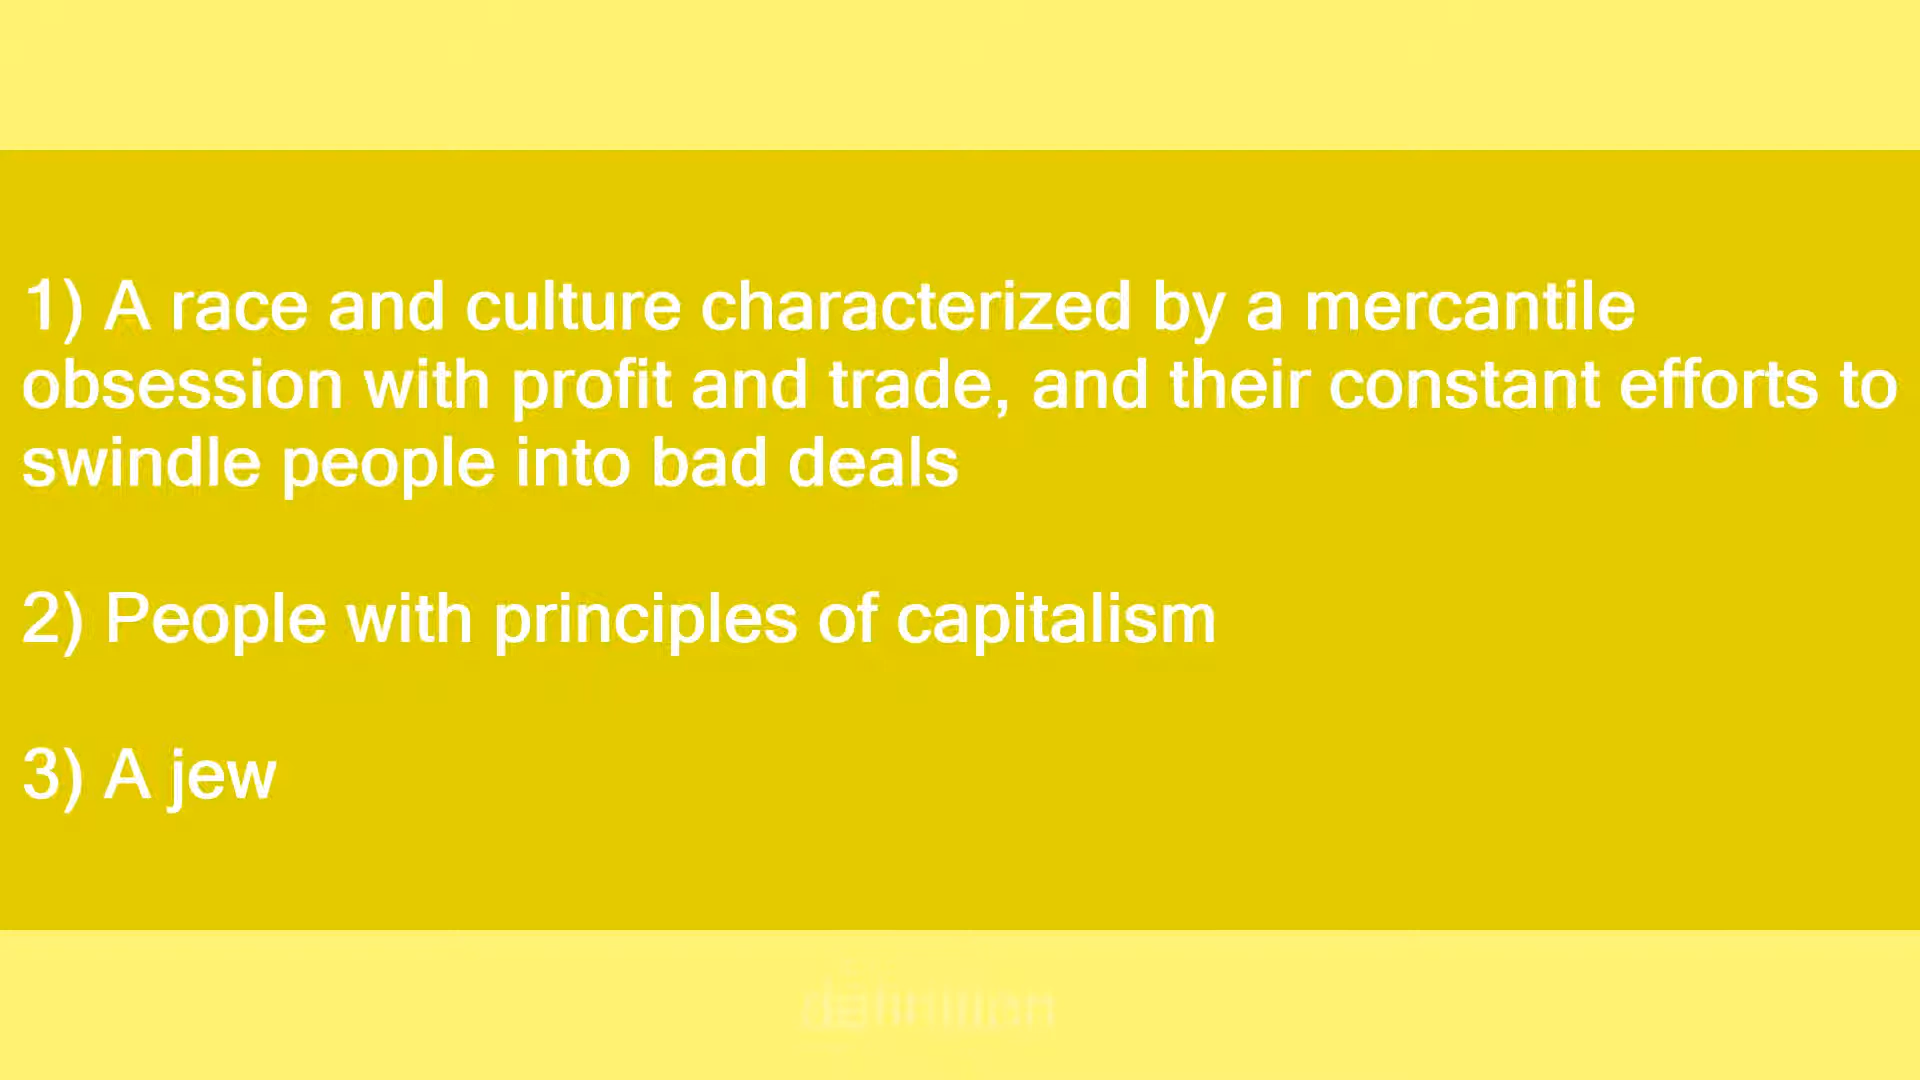 1) A race and culture characterized by a mercantile
obsession with profit and trade, and their constant efforts to
swindle people into bad deals
2) People with principles of capitalism
3) A jew
definition